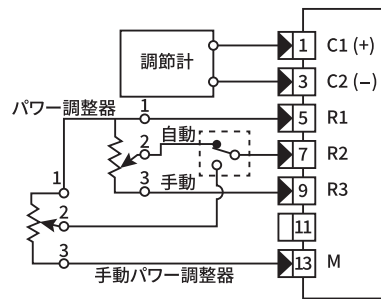 調節計
1 C1 (+)
3 C2 (−)
パワー調整器
1
5 R1
2 自動
7 R2
3 手動
9 R3
1
2
11
3
13 M
手動パワー調整器